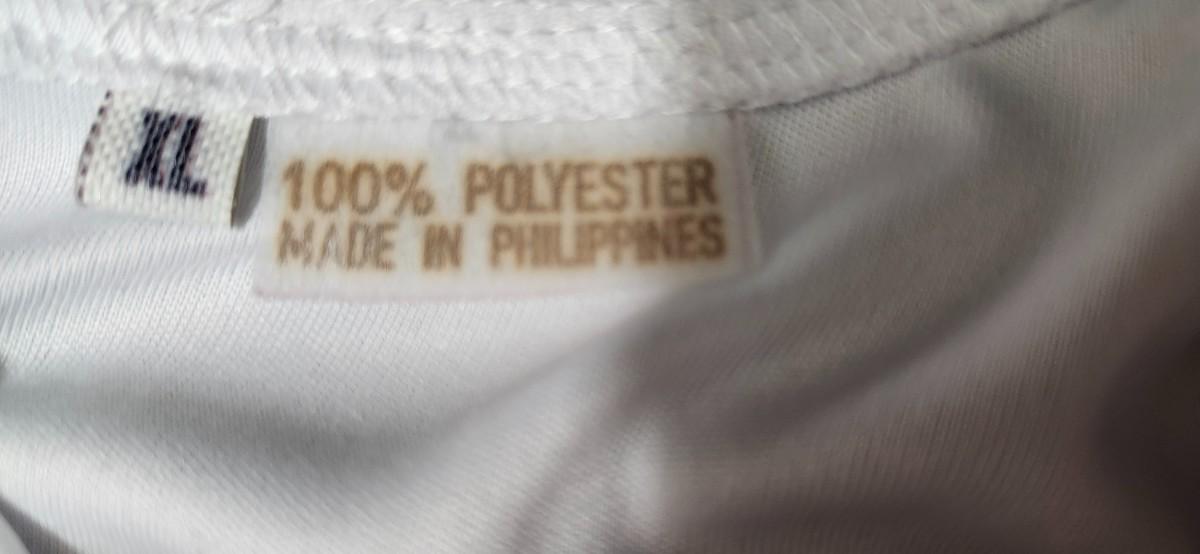 XL
100% POLYESTER
MADE IN PHILIPPINES